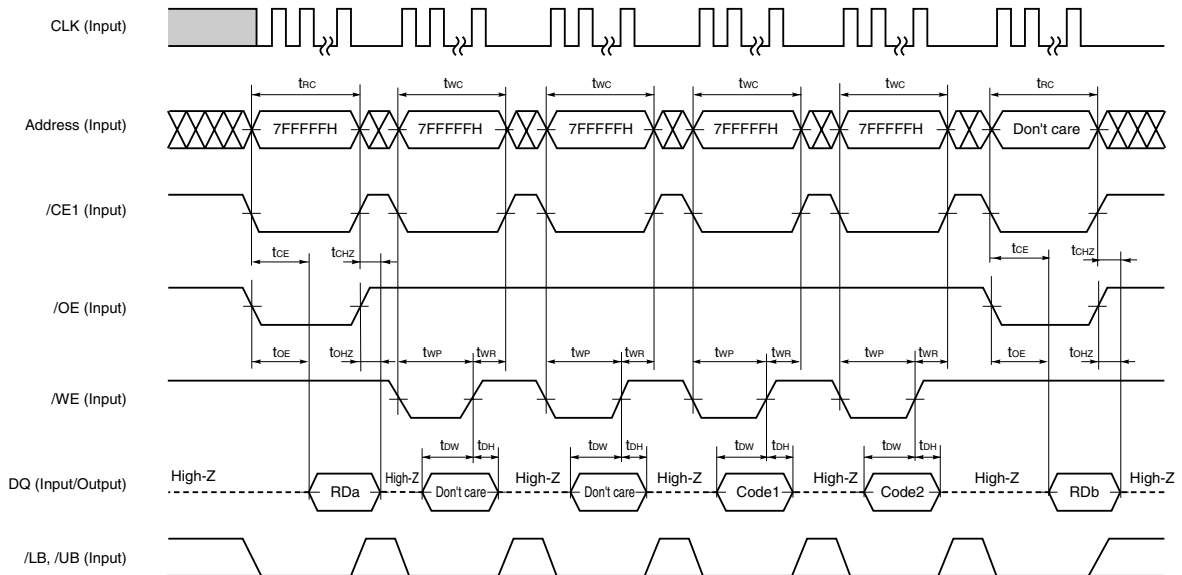 CLK (Input)
tRC tWC tWC tWC tWC tRC
Address (Input) 7FFFFFH 7FFFFFH 7FFFFFH 7FFFFFH 7FFFFFH Don't care
/CE1 (Input)
tCE tCHZ tCE tCHZ
/OE (Input)
tOE tOHZ tWP tWR tWP tWR tWP tWR tWP tWR tOE tOHZ
/WE (Input)
tDW tDH tDW tDH tDW tDH tDW tDH
DQ (Input/Output) High-Z RDa High-Z Don't care High-Z Don't care High-Z Code1 High-Z Code2 High-Z RDb High-Z
/LB, /UB (Input)